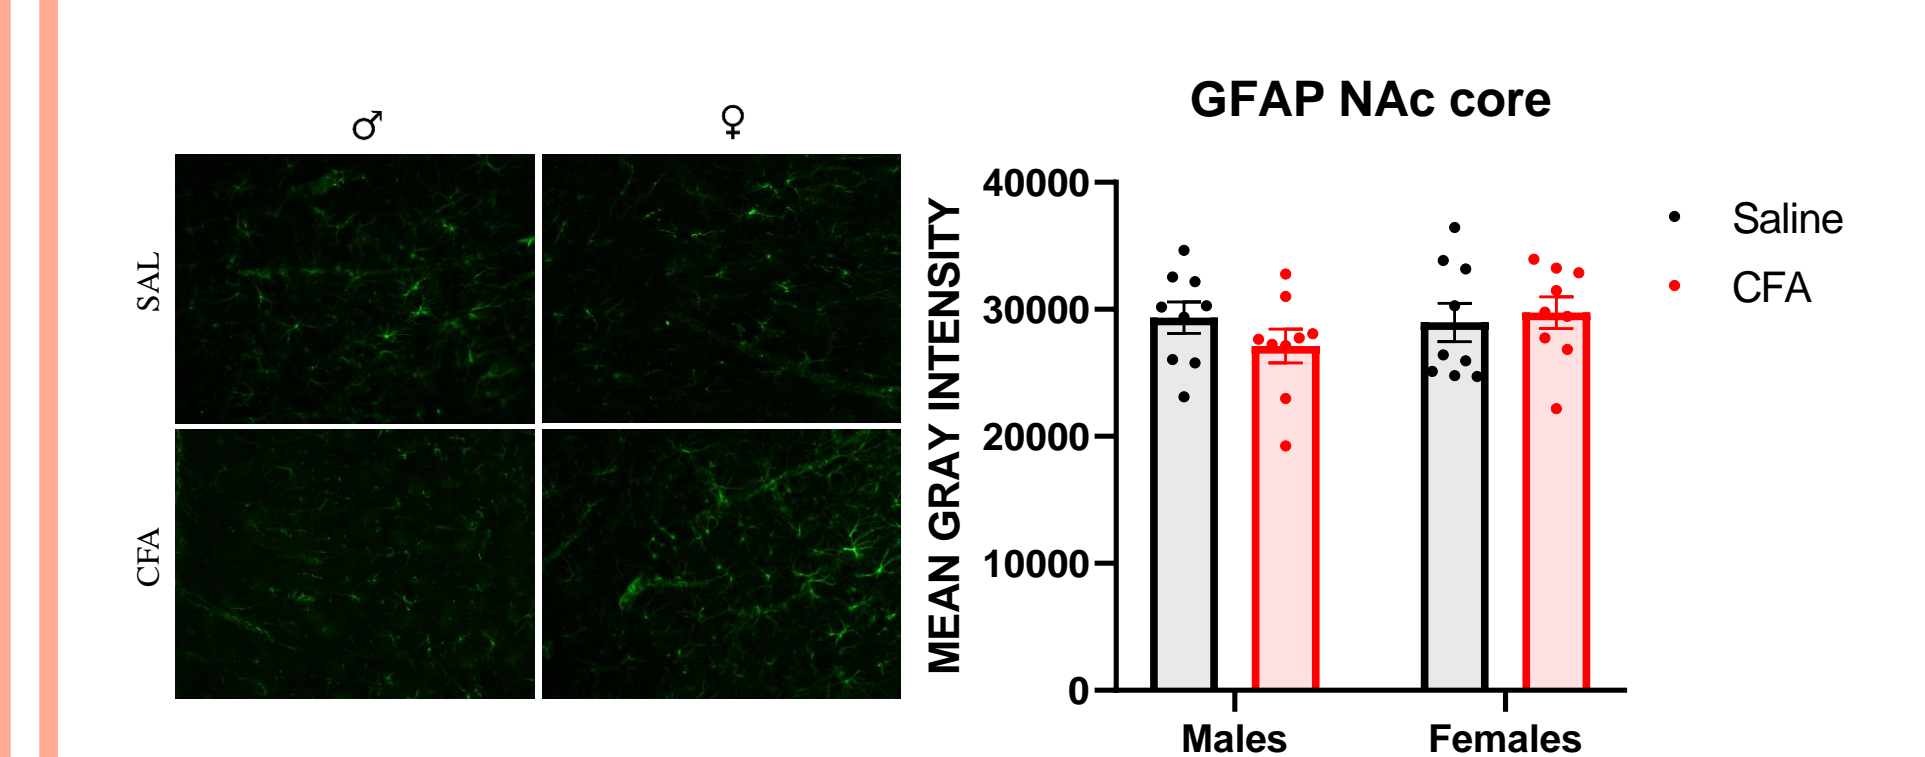 ♂ ♀
SAL
CFA
GFAP NAc core
MEAN GRAY INTENSITY
40000
30000
20000
10000
0
Males Females
Saline
CFA